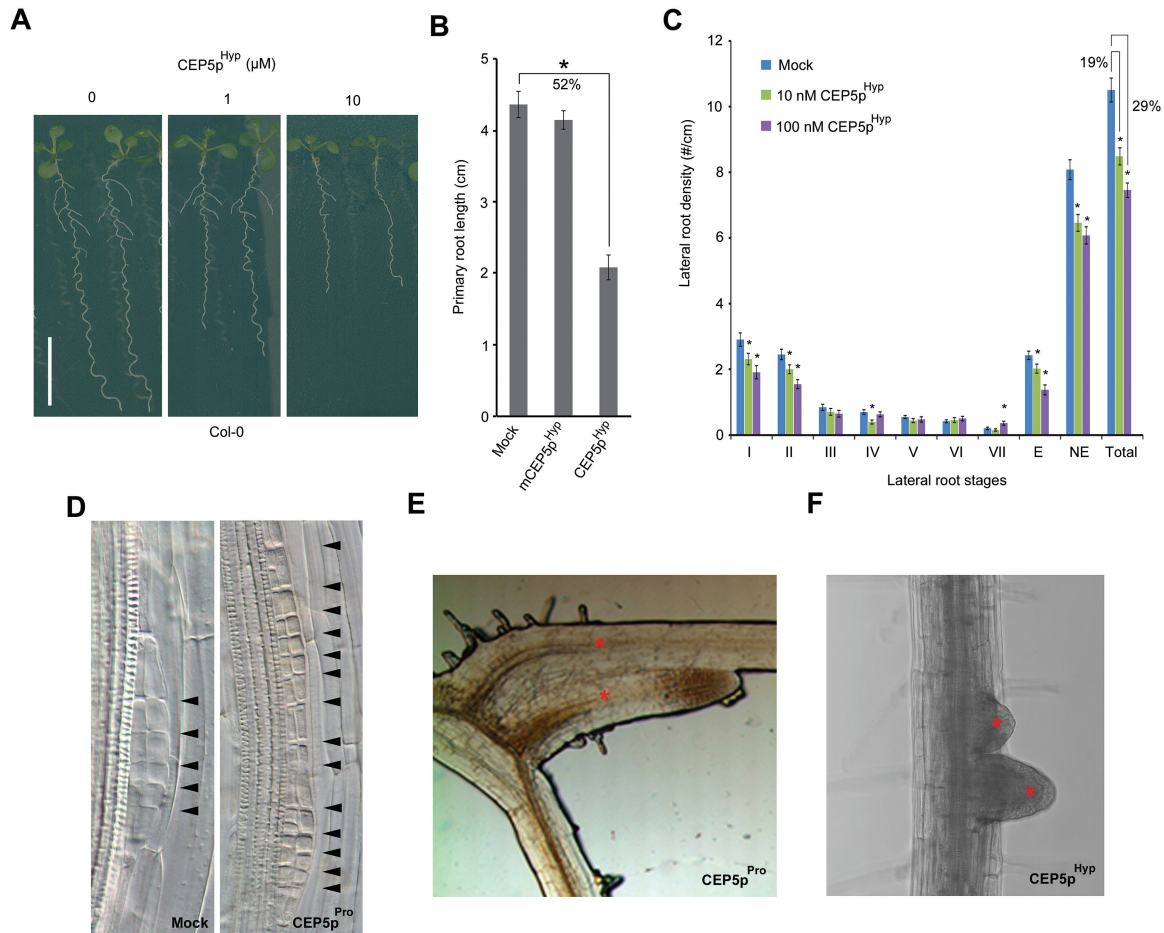 A
CEP5p^Hyp (µM)
0 1 10
Col-0
B
*
52%
5
4
3
2
1
0
Primary root length (cm)
Mock
mCEP5p^Hyp
CEP5p^Hyp
C
Mock
10 nM CEP5p^Hyp
100 nM CEP5p^Hyp
19%
29%
12
10
8
6
4
2
0
Lateral root density (#/cm)
* * * * * * * * * * * * *
I II III IV V VI VII E NE Total
Lateral root stages
D
Mock
CEP5p^Pro
E
*
*
CEP5p^Pro
F
*
*
CEP5p^Hyp